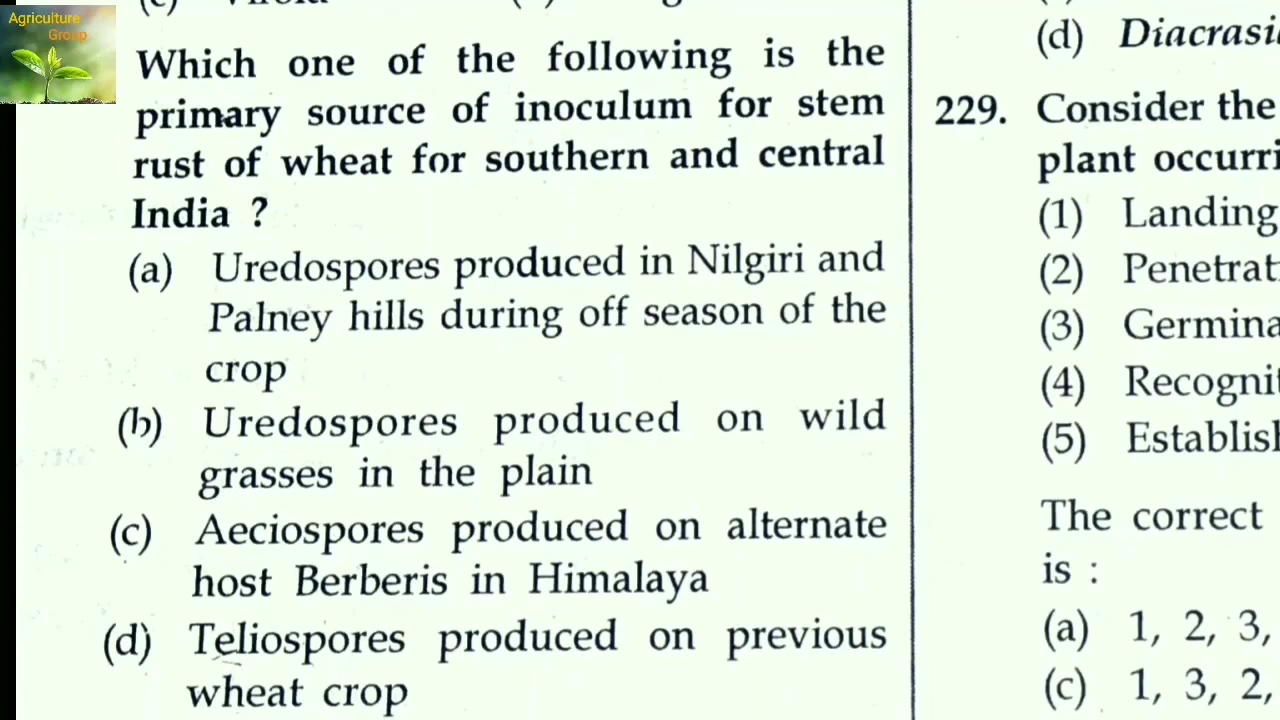 Agriculture
Group
Which one of the following is the
primary source of inoculum for stem
rust of wheat for southern and central
India ?
(a) Uredospores produced in Nilgiri and
Palney hills during off season of the
crop
(b) Uredospores produced on wild
grasses in the plain
(c) Aeciospores produced on alternate
host Berberis in Himalaya
(d) Teliospores produced on previous
wheat crop
(d)
229. Consider the
plant occurri
(1) Landing
(2) Penetrat
(3) Germina
(4) Recognit
(5) Establish
The correct
is :
(a) 1, 2, 3,
(c) 1, 3, 2,